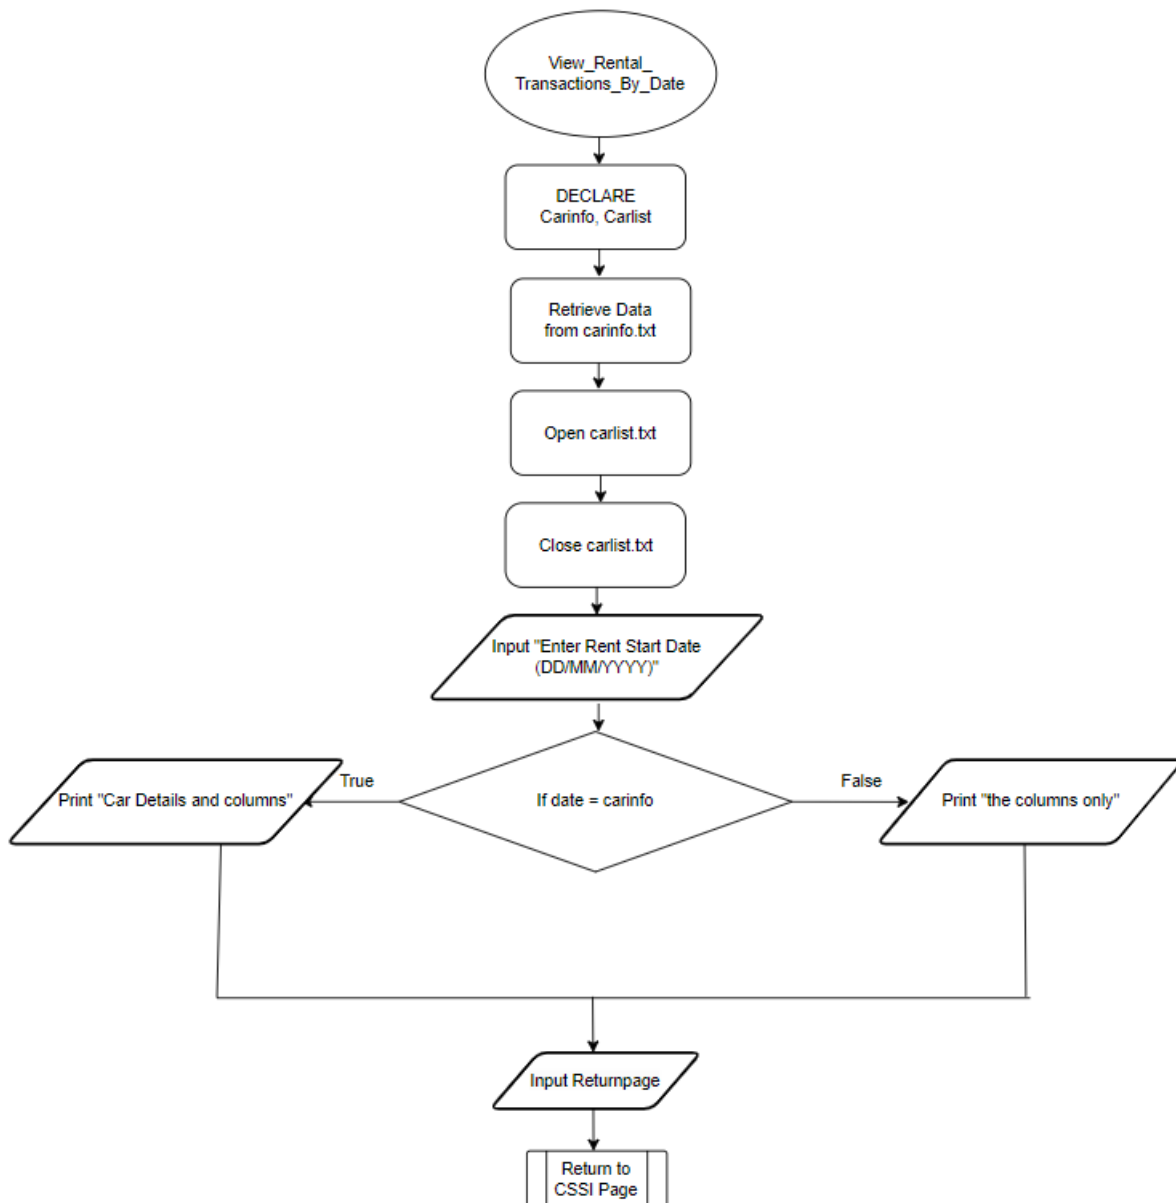 View_Rental_
Transactions_By_Date
DECLARE
Carinfo, Carlist
Retrieve Data
from carinfo.txt
Open carlist.txt
Close carlist.txt
Input "Enter Rent Start Date
(DD/MM/YYYY)"
True
False
Print "Car Details and columns"
If date = carinfo
Print "the columns only"
Input Returnpage
Return to
CSSI Page